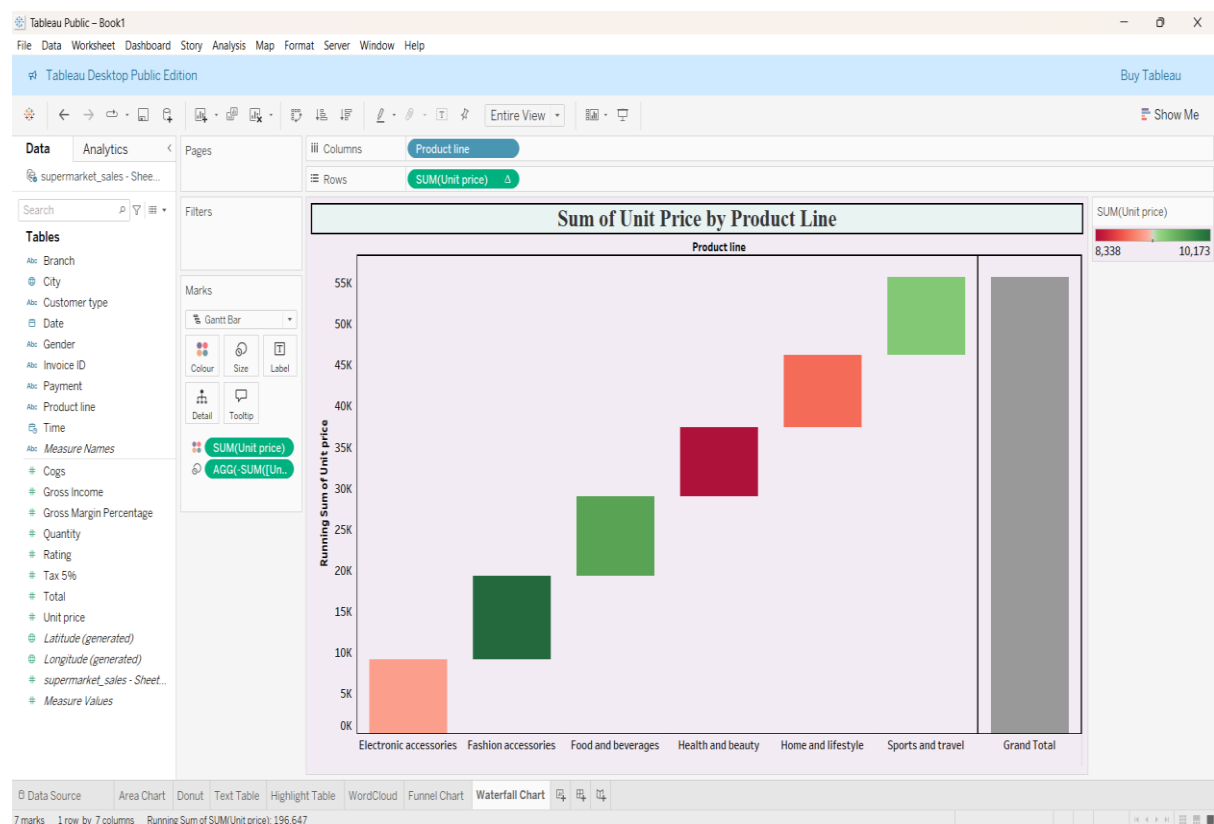 Tableau Public – Book1
File Data Worksheet Dashboard Story Analysis Map Format Server Window Help
Tableau Desktop Public Edition
Buy Tableau
Entire View
Show Me
Data Analytics
supermarket_sales - Shee...
Search
Tables
Abc Branch
City
Abc Customer type
Date
Abc Gender
Abc Invoice ID
Abc Payment
Abc Product line
Time
Abc Measure Names
# Cogs
# Gross Income
# Gross Margin Percentage
# Quantity
# Rating
# Tax 5%
# Total
# Unit price
Latitude (generated)
Longitude (generated)
# supermarket_sales - Sheet...
# Measure Values
Pages
Filters
Marks
Gantt Bar
Colour Size Label
Detail Tooltip
SUM(Unit price)
AGG(-SUM([Un..
iii Columns Product line
Rows SUM(Unit price) Δ
Sum of Unit Price by Product Line
Product line
Running Sum of Unit price
55K
50K
45K
40K
35K
30K
25K
20K
15K
10K
5K
0K
Electronic accessories Fashion accessories Food and beverages Health and beauty Home and lifestyle Sports and travel Grand Total
SUM(Unit price)
8,338 10,173
Data Source Area Chart Donut Text Table Highlight Table WordCloud Funnel Chart Waterfall Chart
7 marks 1 row by 7 columns Running Sum of SUM(Unit price): 196,647